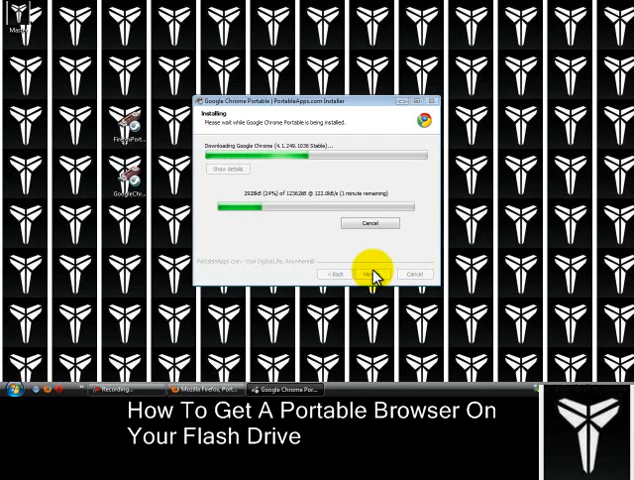 Google Chrome Portable | PortableApps.com Installer
Installing
Please wait while Google Chrome Portable is being installed.
Downloading Google Chrome (4.1.249.1036 Stable)...
Show details
2928kB (24%) of 12362kB @ 122.0kB/s (1 minute remaining)
Cancel
PortableApps.com - Your Digital Life, Anywhere®
< Back
Cancel
FirefoxPort...
GoogleChr...
Recording...
Mozilla Firefox, Port...
Google Chrome Por...
How To Get A Portable Browser On
Your Flash Drive